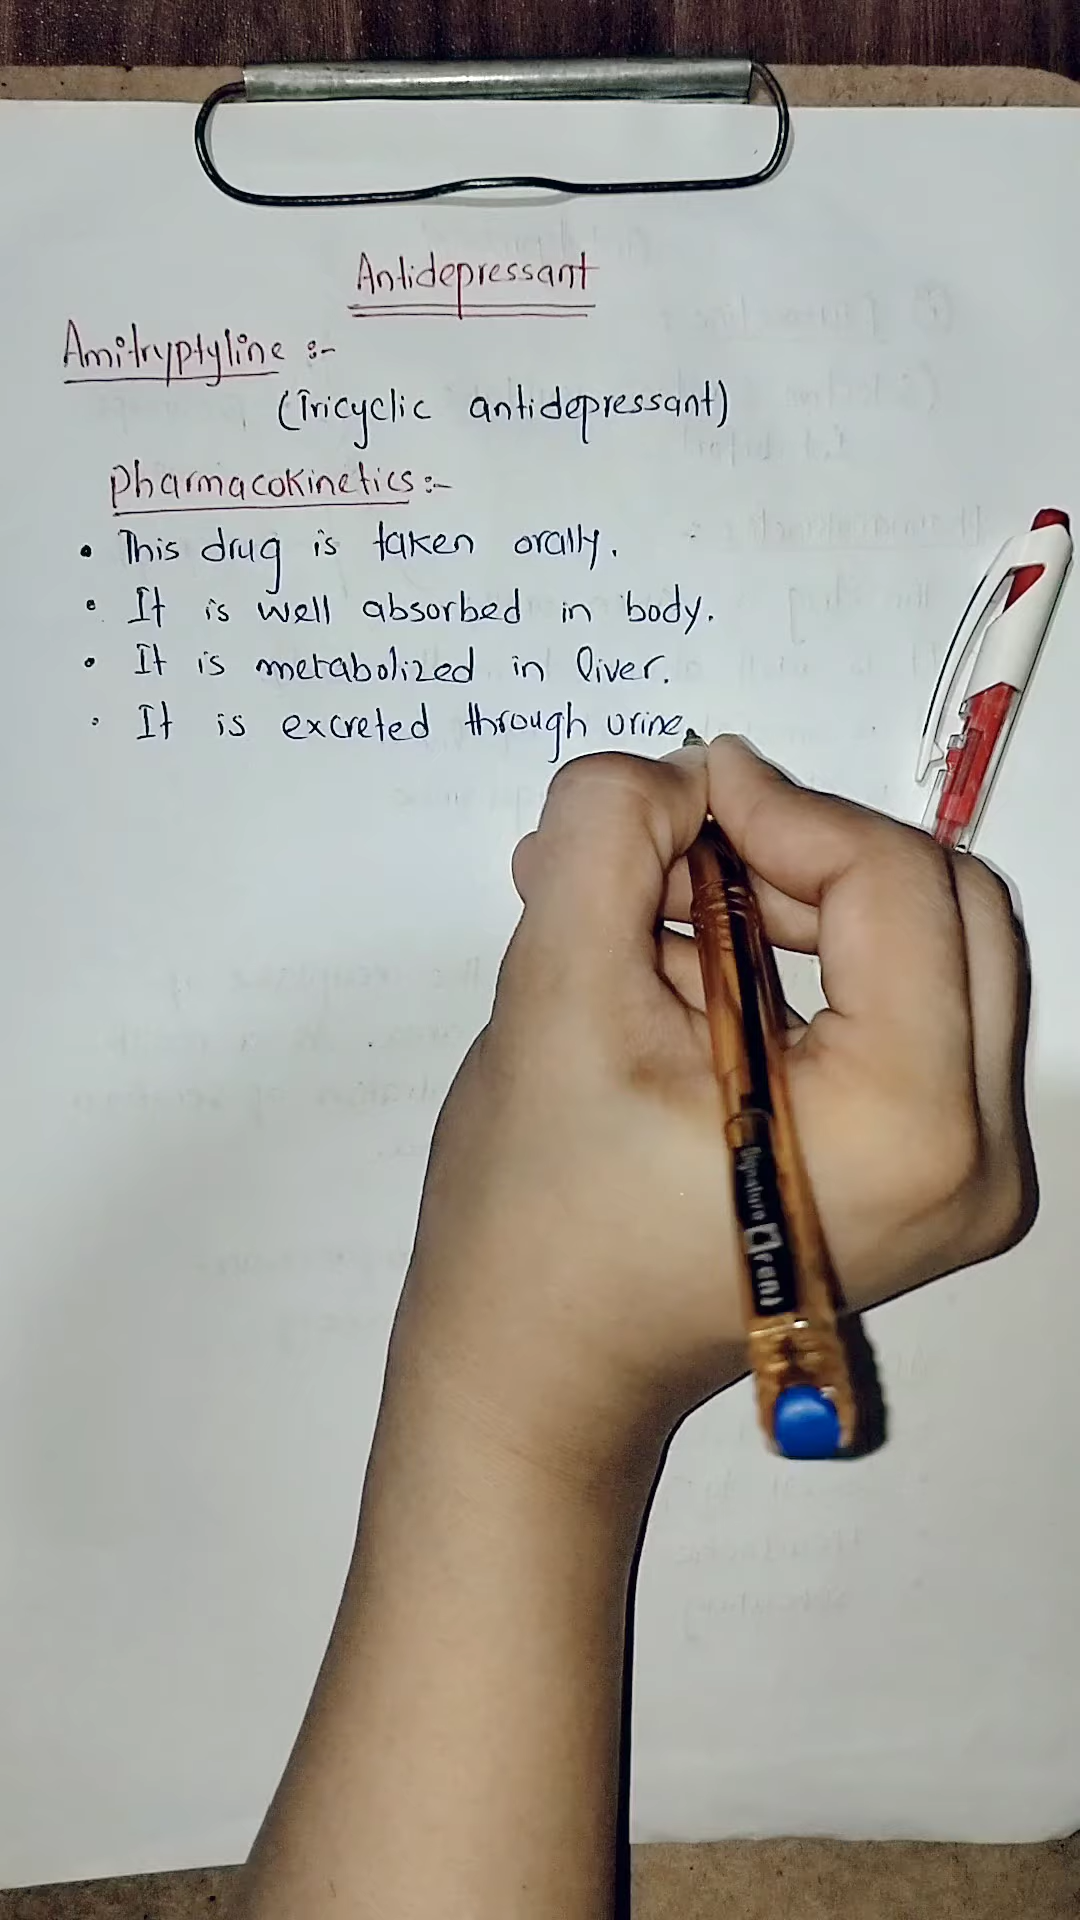 Antidepressant
Amitryptyline :-
(Tricyclic antidepressant)
Pharmacokinetics :-
• This drug is taken orally.
• It is well absorbed in body.
• It is metabolized in liver.
• It is excreted through urine
Signature